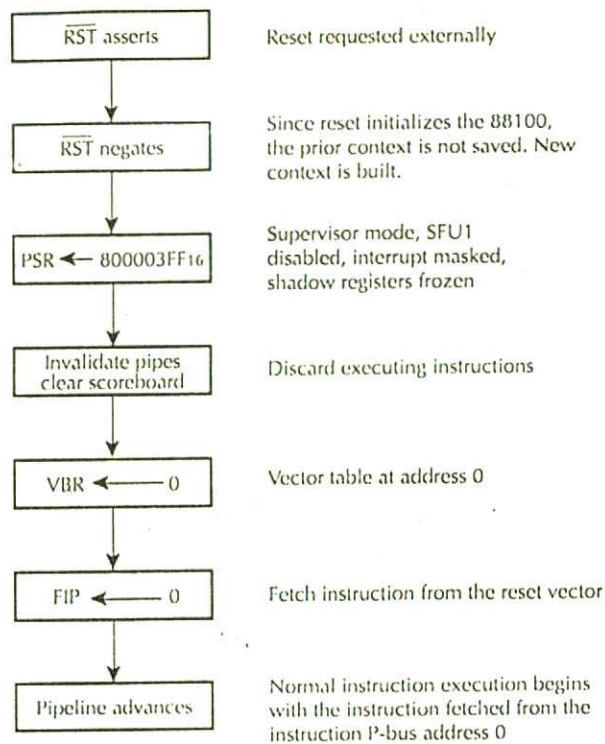 RST asserts
Reset requested externally
RST negates
Since reset initializes the 88100,
the prior context is not saved. New
context is built.
PSR ← 800003FF16
Supervisor mode, SFU1
disabled, interrupt masked,
shadow registers frozen
Invalidate pipes
clear scoreboard
Discard executing instructions
VBR ← 0
Vector table at address 0
FIP ← 0
Fetch instruction from the reset vector
Pipeline advances
Normal instruction execution begins
with the instruction fetched from the
instruction P-bus address 0